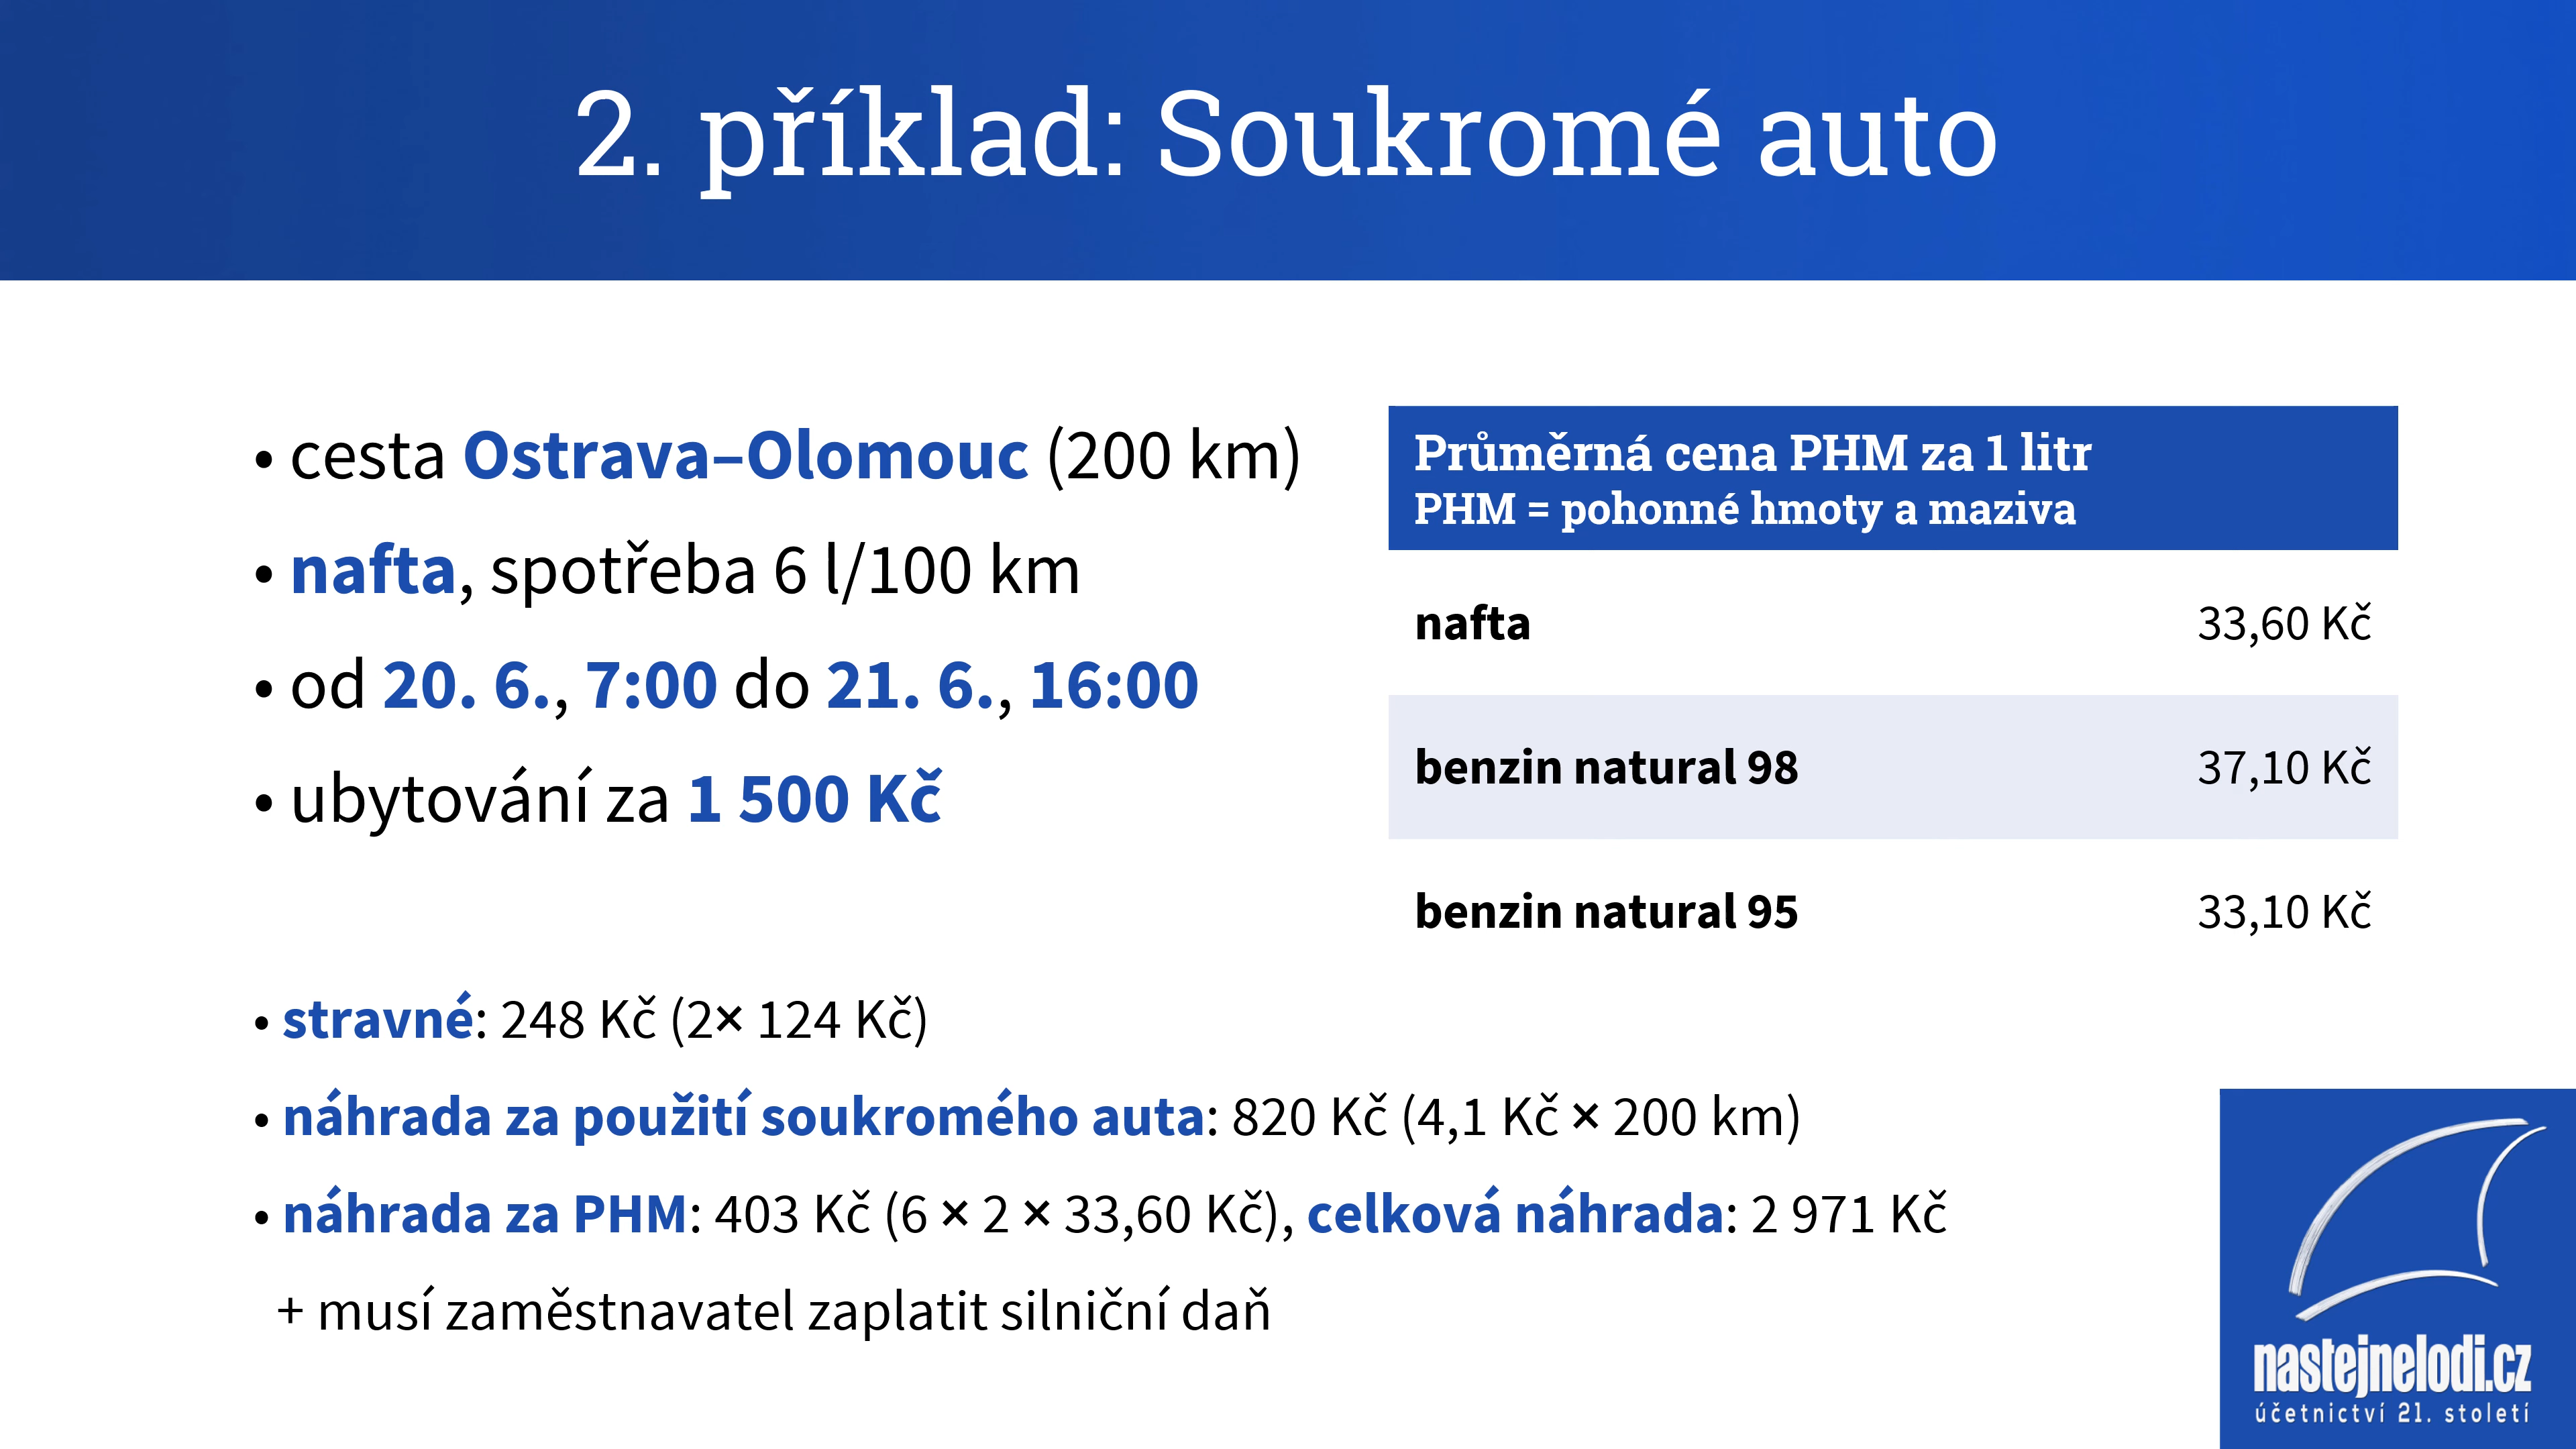 2. příklad: Soukromé auto
• cesta Ostrava–Olomouc (200 km)
• nafta, spotřeba 6 l/100 km
• od 20. 6., 7:00 do 21. 6., 16:00
• ubytování za 1 500 Kč
Průměrná cena PHM za 1 litr
PHM = pohonné hmoty a maziva
nafta 33,60 Kč
benzin natural 98 37,10 Kč
benzin natural 95 33,10 Kč
• stravné: 248 Kč (2× 124 Kč)
• náhrada za použití soukromého auta: 820 Kč (4,1 Kč × 200 km)
• náhrada za PHM: 403 Kč (6 × 2 × 33,60 Kč), celková náhrada: 2 971 Kč
+ musí zaměstnavatel zaplatit silniční daň
nastejnelodi.cz
účetnictví 21. století